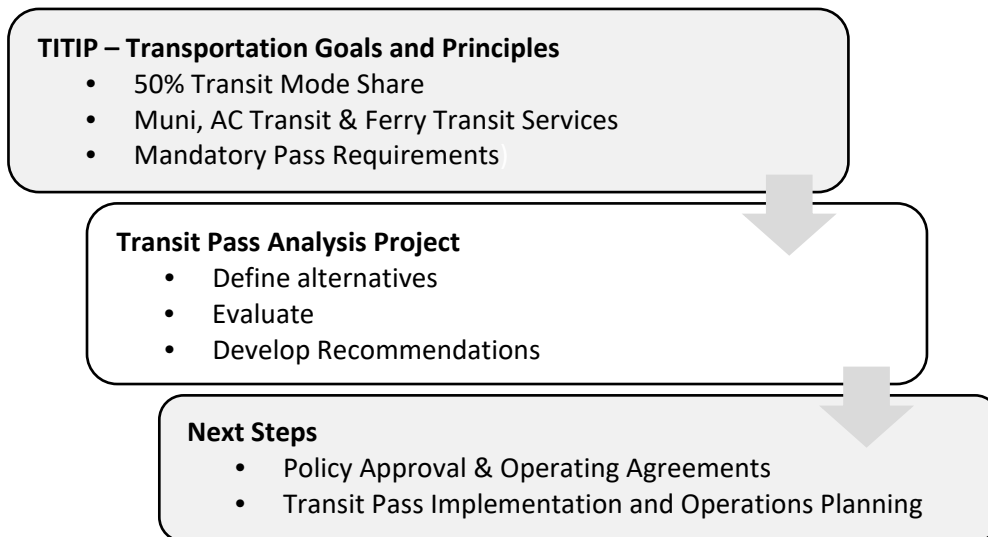 TITIP – Transportation Goals and Principles
• 50% Transit Mode Share
• Muni, AC Transit & Ferry Transit Services
• Mandatory Pass Requirements)
Transit Pass Analysis Project
• Define alternatives
• Evaluate
• Develop Recommendations
Next Steps
• Policy Approval & Operating Agreements
• Transit Pass Implementation and Operations Planning